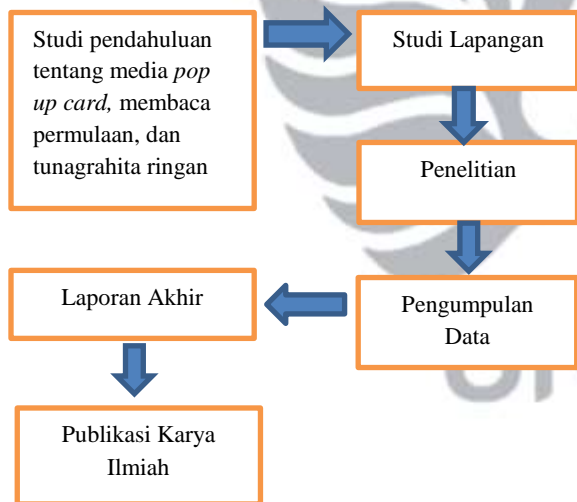 Studi pendahuluan
tentang media pop
up card, membaca
permulaan, dan
tunagrahita ringan
Studi Lapangan
Penelitian
Pengumpulan
Data
Laporan Akhir
Publikasi Karya
Ilmiah